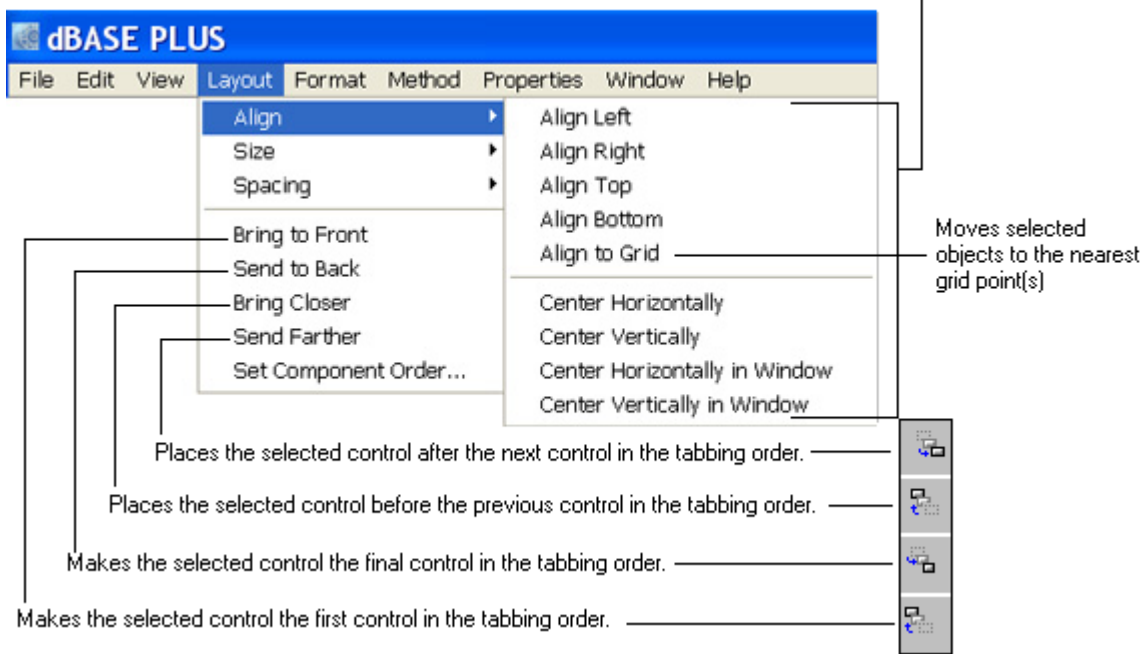 dBASE PLUS
File Edit View Layout Format Method Properties Window Help
Align
Size
Spacing
Bring to Front
Send to Back
Bring Closer
Send Farther
Set Component Order...
Align Left
Align Right
Align Top
Align Bottom
Align to Grid
Center Horizontally
Center Vertically
Center Horizontally in Window
Center Vertically in Window
Moves selected
objects to the nearest
grid point(s)
Places the selected control after the next control in the tabbing order.
Places the selected control before the previous control in the tabbing order.
Makes the selected control the final control in the tabbing order.
Makes the selected control the first control in the tabbing order.